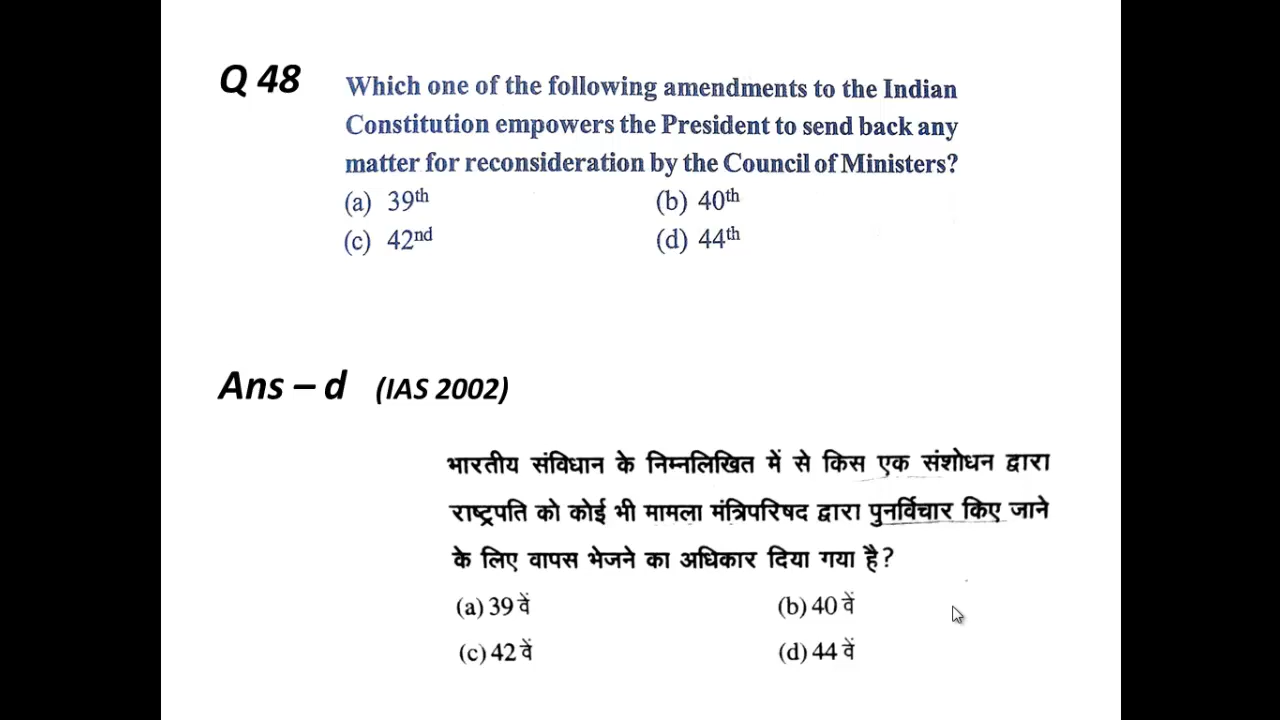 Q 48
Which one of the following amendments to the Indian
Constitution empowers the President to send back any
matter for reconsideration by the Council of Ministers?
(a) 39th (b) 40th
(c) 42nd (d) 44th
Ans – d (IAS 2002)
भारतीय संविधान के निम्नलिखित में से किस एक संशोधन द्वारा
राष्ट्रपति को कोई भी मामला मंत्रिपरिषद द्वारा पुनर्विचार किए जाने
के लिए वापस भेजने का अधिकार दिया गया है?
(a) 39 वें (b) 40 वें
(c) 42 वें (d) 44 वें